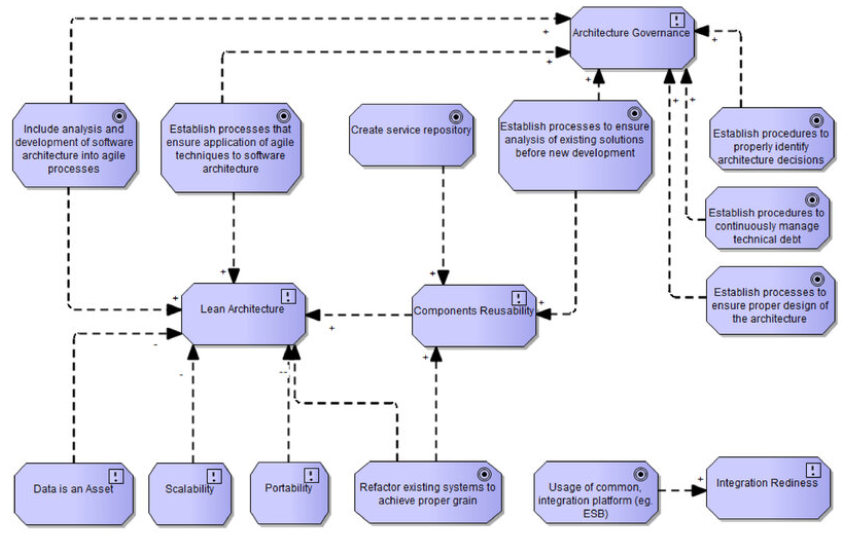 +
Architecture Governance
+
+
+
+
+
Include analysis and
development of software
architecture into agile
processes
Establish processes that
ensure application of agile
techniques to software
architecture
Create service repository
Establish processes to ensure
analysis of existing solutions
before new development
Establish procedures to
properly identify
architecture decisions
Establish procedures to
continuously manage
technical debt
Establish processes to
ensure proper design of
the architecture
+
+
+
+
Lean Architecture
Components Reusability
+
+
-
-
--
Data is an Asset
Scalability
Portability
Refactor existing systems to
achieve proper grain
Usage of common,
integration platform (eg.
ESB)
+
Integration Rediness